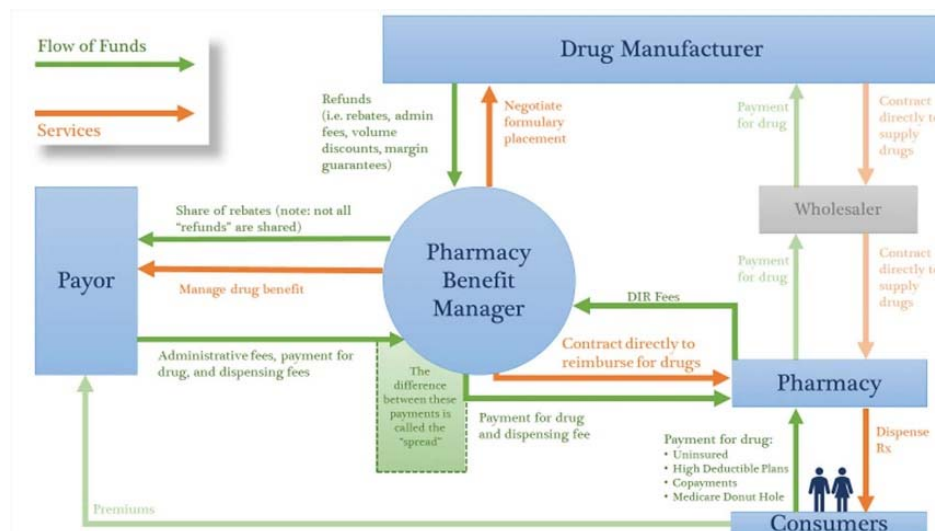 Flow of Funds
Services
Drug Manufacturer
Refunds
(i.e. rebates, admin
fees, volume
discounts, margin
guarantees)
Negotiate
formulary
placement
Payment
for drug
Contract
directly to
supply
drugs
Wholesaler
Share of rebates (note: not all
“refunds” are shared)
Payor
Manage drug benefit
Pharmacy
Benefit
Manager
Payment
for drug
Contract
directly to
supply
drugs
DIR Fees
Administrative fees, payment for
drug, and dispensing fees
The
difference
between these
payments is
called the
“spread”
Contract directly to
reimburse for drugs
Pharmacy
Payment for drug
and dispensing fee
Payment for drug:
• Uninsured
• High Deductible Plans
• Copayments
• Medicare Donut Hole
Dispense
Rx
Premiums
Consumers